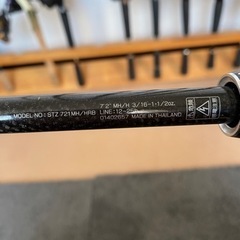 MODEL·NO : STZ 721MH/HRB
7'2" MH/H 3/16-1·1/2oz.
LINE:12-25
01402657 MADE IN THAILAND